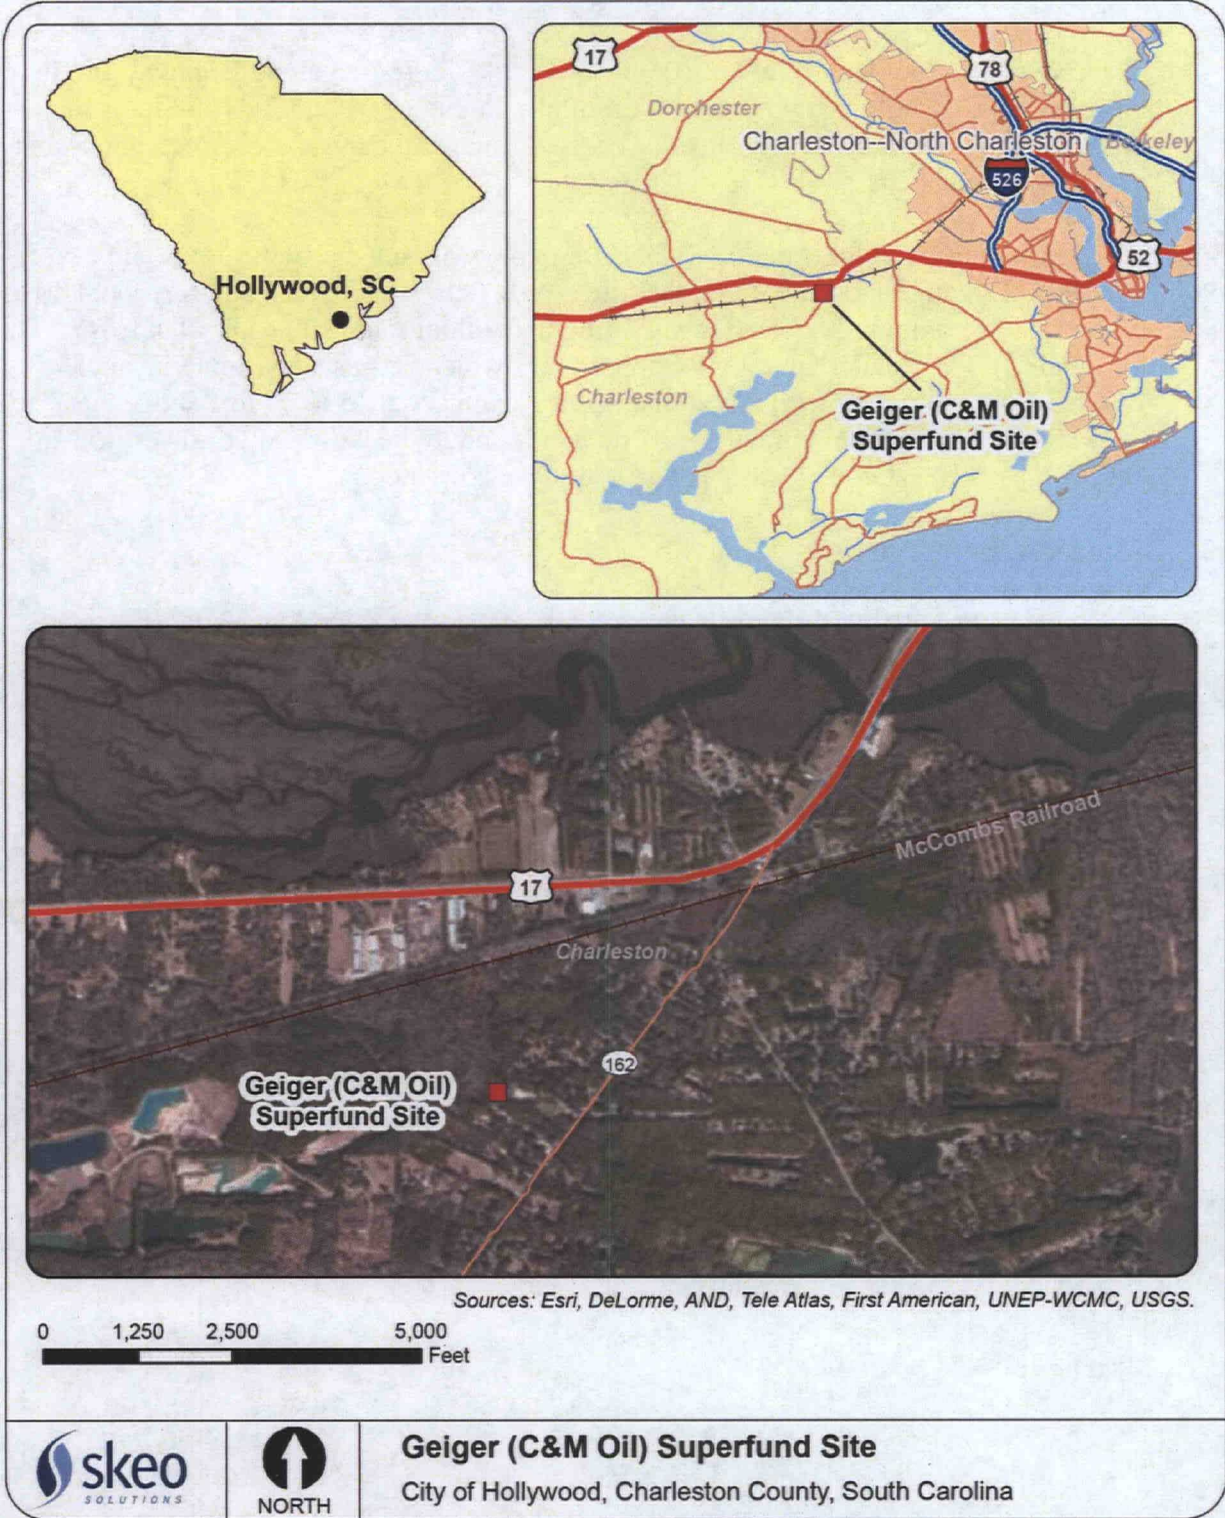 Hollywood, SC
17
78
Dorchester
Charleston--North Charleston
Berkeley
526
52
Charleston
Geiger (C&M Oil)
Superfund Site
McCombs Railroad
17
Charleston
162
Geiger (C&M Oil)
Superfund Site
Sources: Esri, DeLorme, AND, Tele Atlas, First American, UNEP-WCMC, USGS.
0 1,250 2,500 5,000
Feet
skeo
SOLUTIONS
NORTH
Geiger (C&M Oil) Superfund Site
City of Hollywood, Charleston County, South Carolina